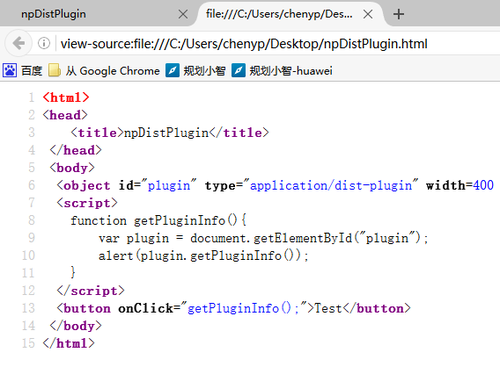 npDistPlugin
file:///C:/Users/chenyp/Des...
view-source:file:///C:/Users/chenyp/Desktop/npDistPlugin.html
百度 从 Google Chrome 规划小智 规划小智-huawei
1 <html>
2 <head>
3 <title>npDistPlugin</title>
4 </head>
5 <body>
6 <object id="plugin" type="application/dist-plugin" width=400
7 <script>
8 function getPluginInfo(){
9 var plugin = document.getElementById("plugin");
10 alert(plugin.getPluginInfo());
11 }
12 </script>
13 <button onClick="getPluginInfo();">Test</button>
14 </body>
15 </html>